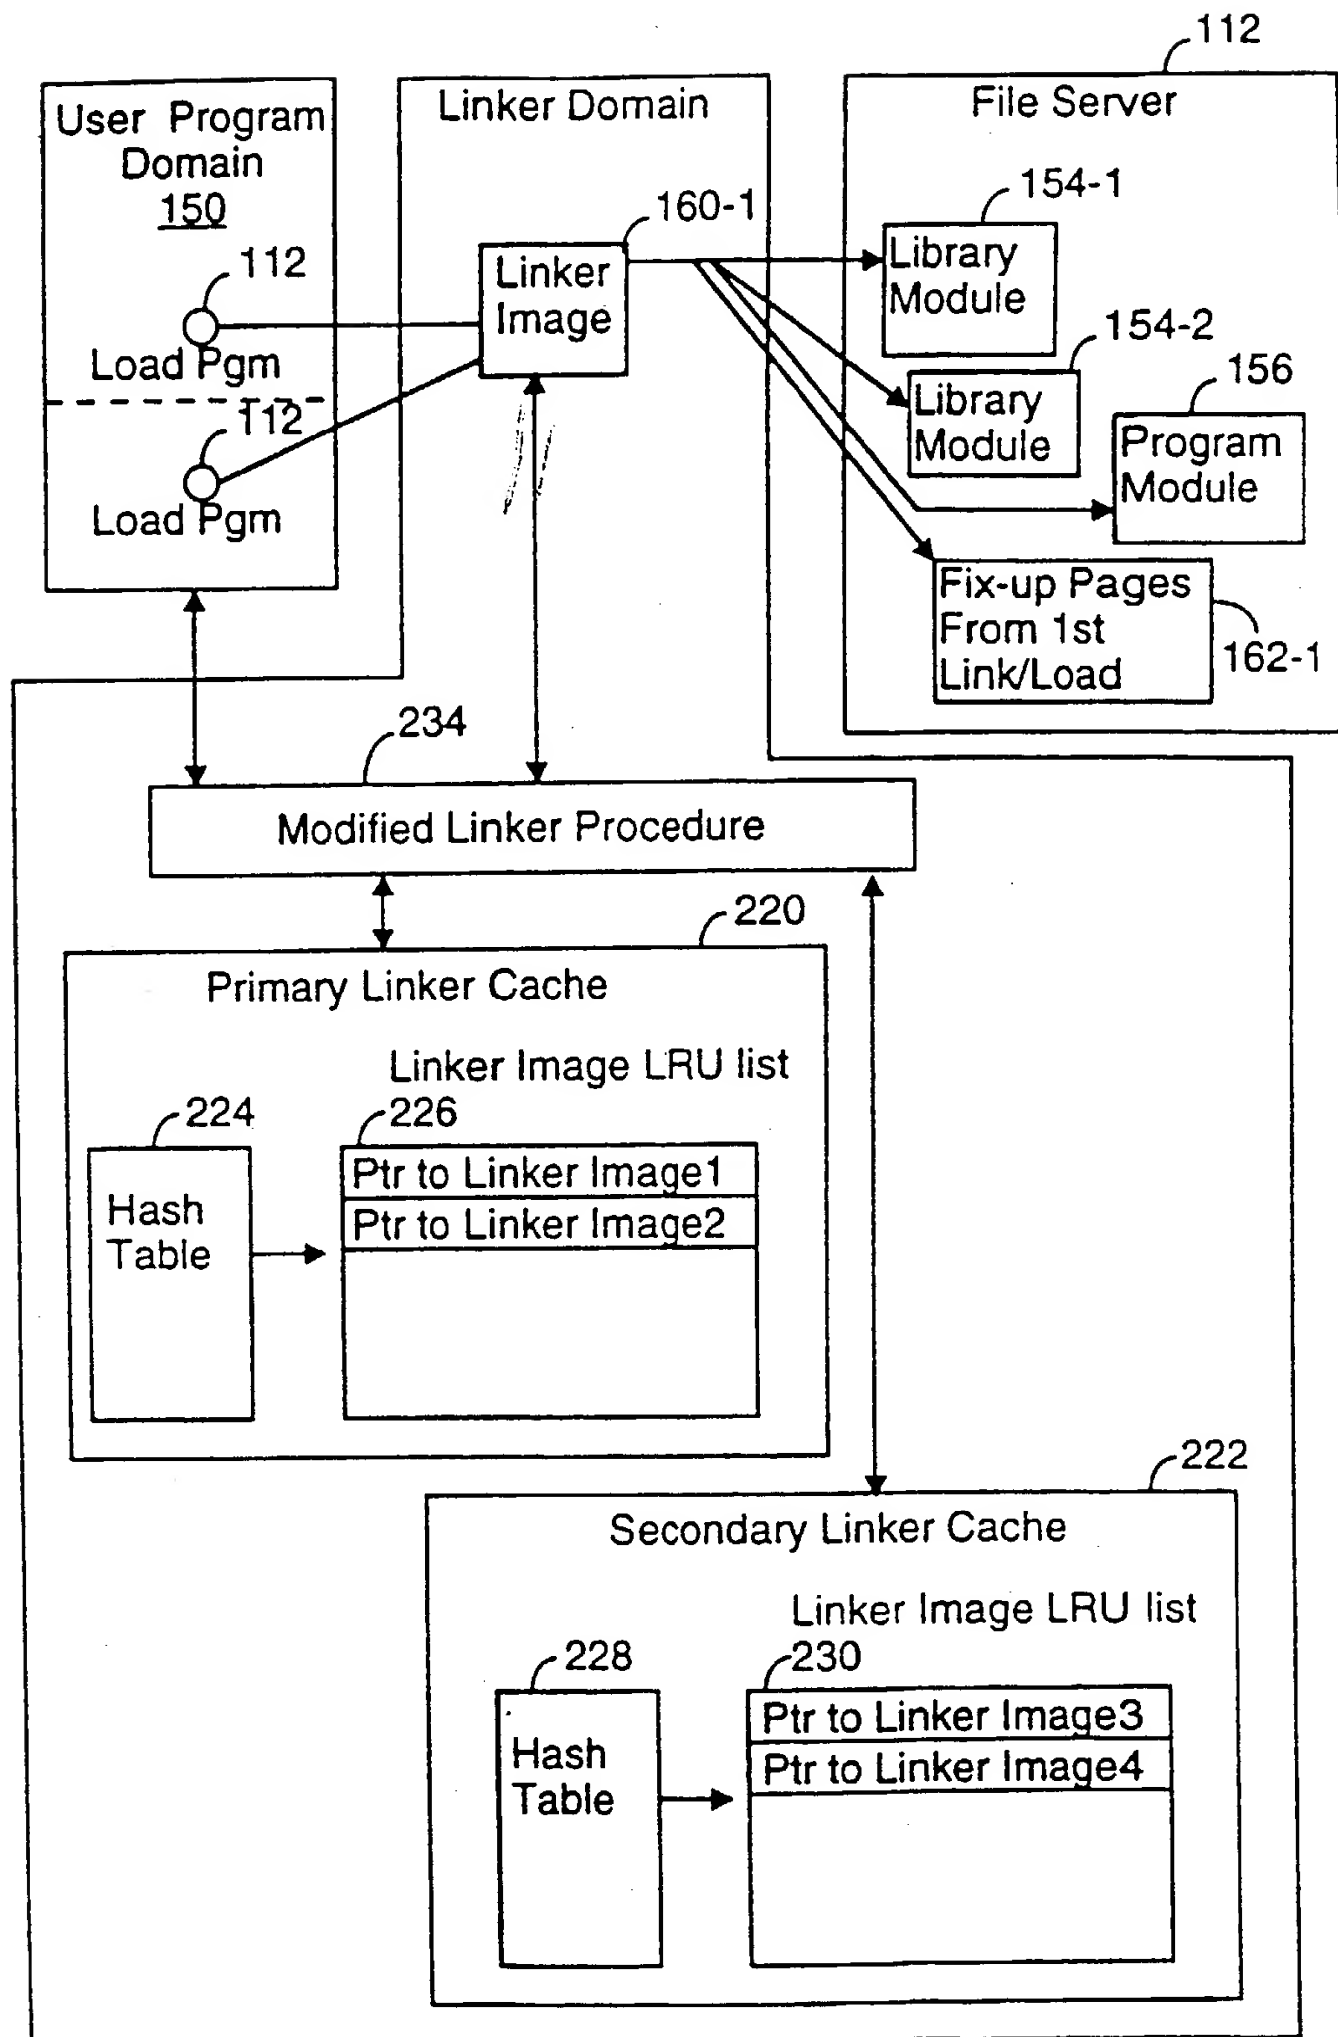 112
User Program
Domain
150
Linker Domain
File Server
160-1
154-1
Linker
Image
Library
Module
112
Load Pgm
154-2
Library
Module
156
Program
Module
112
Load Pgm
Fix-up Pages
From 1st
Link/Load
162-1
234
Modified Linker Procedure
220
Primary Linker Cache
Linker Image LRU list
224
226
Hash
Table
Ptr to Linker Image1
Ptr to Linker Image2
222
Secondary Linker Cache
Linker Image LRU list
228
230
Hash
Table
Ptr to Linker Image3
Ptr to Linker Image4